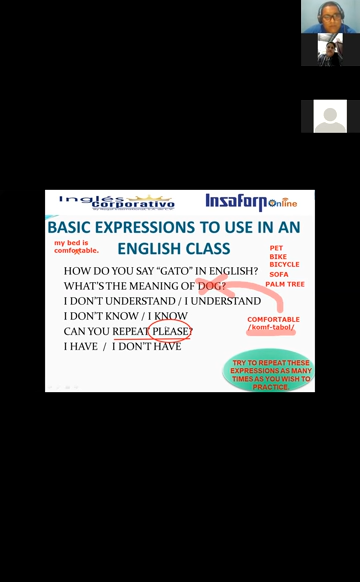 Inglés corporativo
Insaforp Online
BASIC EXPRESSIONS TO USE IN AN
ENGLISH CLASS
my bed is
comfostable.
HOW DO YOU SAY "GATO" IN ENGLISH?
WHAT'S THE MEANING OF DOG?
I DON'T UNDERSTAND / I UNDERSTAND
I DON'T KNOW / I KNOW
CAN YOU REPEAT PLEASE?
I HAVE / I DON'T HAVE
PET
BIKE
BICYCLE
SOFA
PALM TREE
COMFORTABLE
/komf-tabol/
TRY TO REPEAT THESE
EXPRESSIONS AS MANY
TIMES AS YOU WISH TO
PRACTICE.